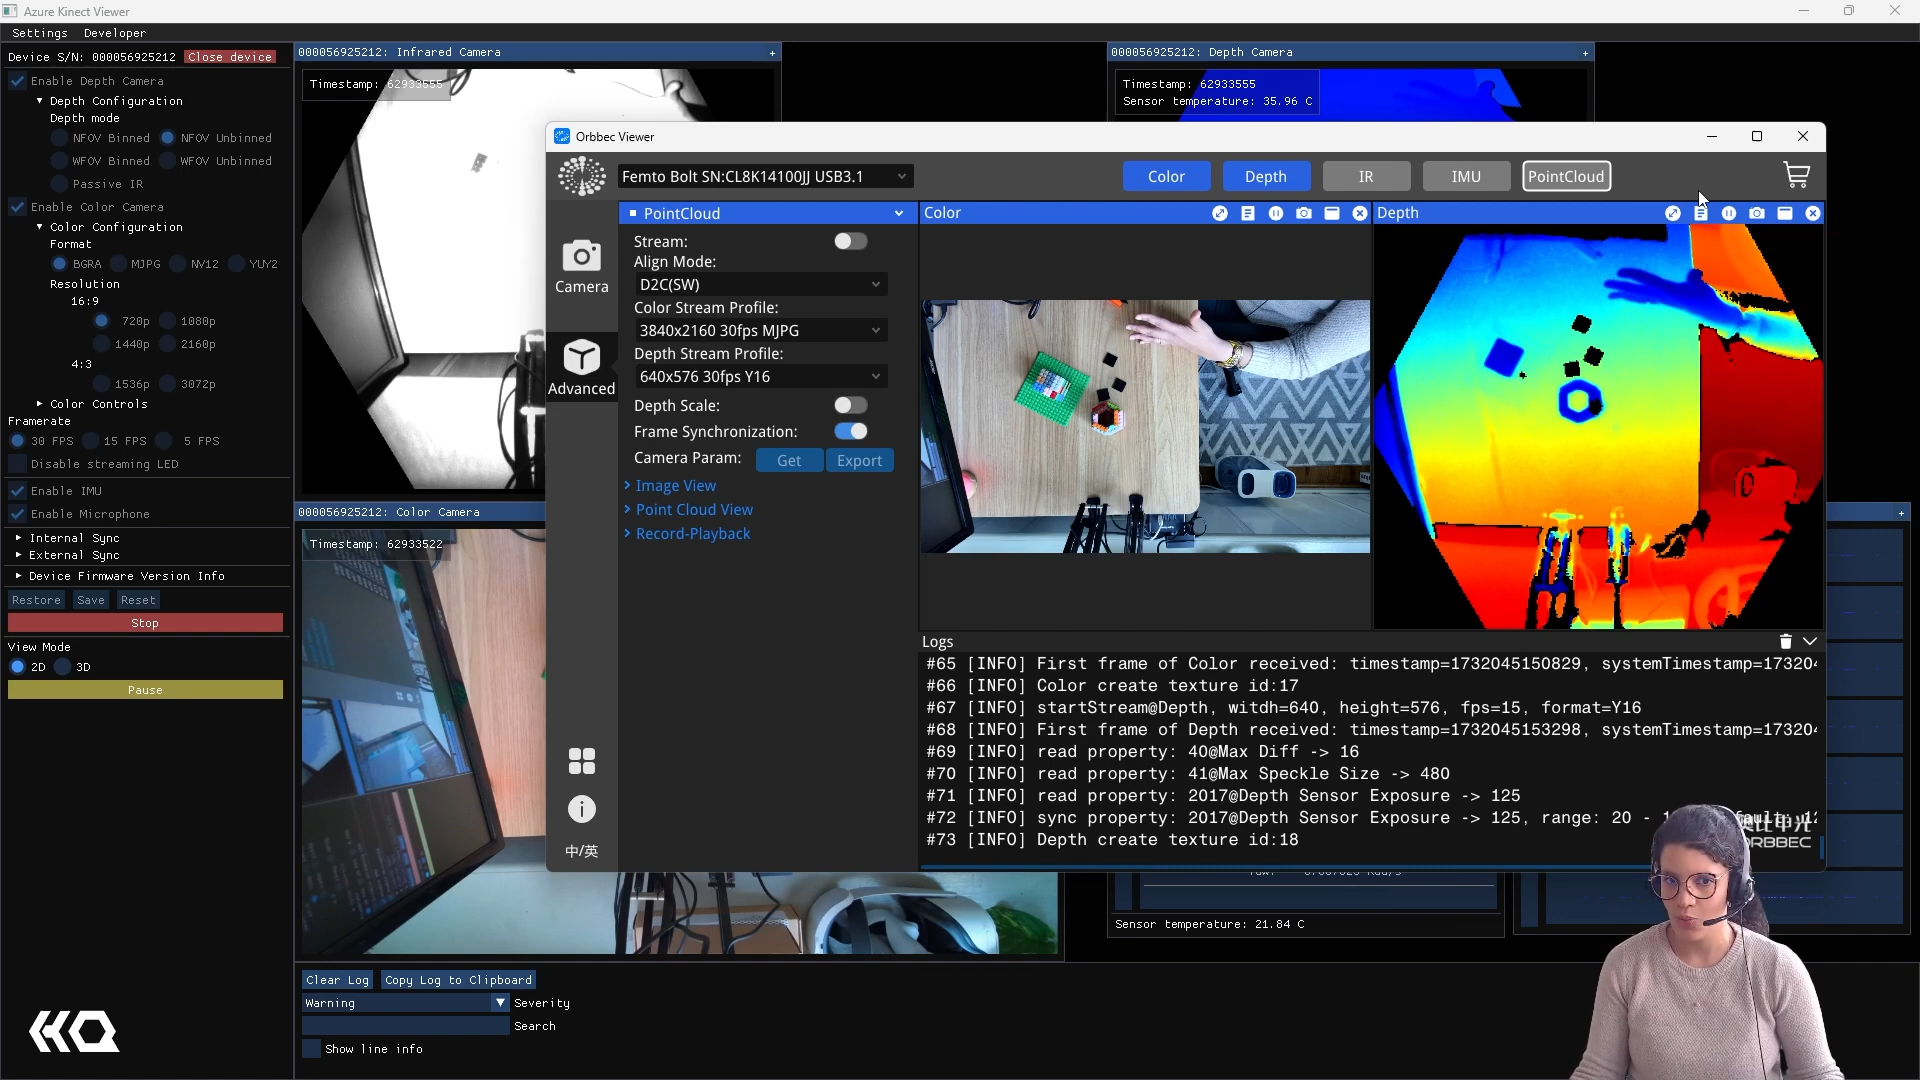 Azure Kinect Viewer
Settings Developer
Device S/N: 000056925212 Close device
Enable Depth Camera
Depth Configuration
Depth mode
NFOV Binned NFOV Unbinned
WFOV Binned WFOV Unbinned
Passive IR
Enable Color Camera
Color Configuration
Format
BGRA MJPG NV12 YUY2
Resolution
16:9
720p 1080p
1440p 2160p
4:3
1536p 3072p
Color Controls
Framerate
30 FPS 15 FPS 5 FPS
Disable streaming LED
Enable IMU
Enable Microphone
Internal Sync
External Sync
Device Firmware Version Info
Restore Save Reset
Stop
View Mode
2D 3D
Pause
000056925212: Infrared Camera +
Timestamp: 62933555
000056925212: Depth Camera +
Timestamp: 62933555
Sensor temperature: 35.96 C
000056925212: Color Camera
Timestamp: 62933522
Orbbec Viewer
Femto Bolt SN:CL8K14100JJ USB3.1
Color Depth IR IMU PointCloud
Camera
Advanced
中/英
PointCloud
Stream:
Align Mode:
D2C(SW)
Color Stream Profile:
3840x2160 30fps MJPG
Depth Stream Profile:
640x576 30fps Y16
Depth Scale:
Frame Synchronization:
Camera Param: Get Export
> Image View
> Point Cloud View
> Record-Playback
Color
Depth
Logs
#65 [INFO] First frame of Color received: timestamp=1732045150829, systemTimestamp=17320
#66 [INFO] Color create texture id:17
#67 [INFO] startStream@Depth, witdh=640, height=576, fps=15, format=Y16
#68 [INFO] First frame of Depth received: timestamp=1732045153298, systemTimestamp=17320
#69 [INFO] read property: 40@Max Diff -> 16
#70 [INFO] read property: 41@Max Speckle Size -> 480
#71 [INFO] read property: 2017@Depth Sensor Exposure -> 125
#72 [INFO] sync property: 2017@Depth Sensor Exposure -> 125, range: 20 -
#73 [INFO] Depth create texture id:18
ORBBEC
+
Sensor temperature: 21.84 C
Clear Log Copy Log to Clipboard
Warning Severity
Search
Show line info
HQ